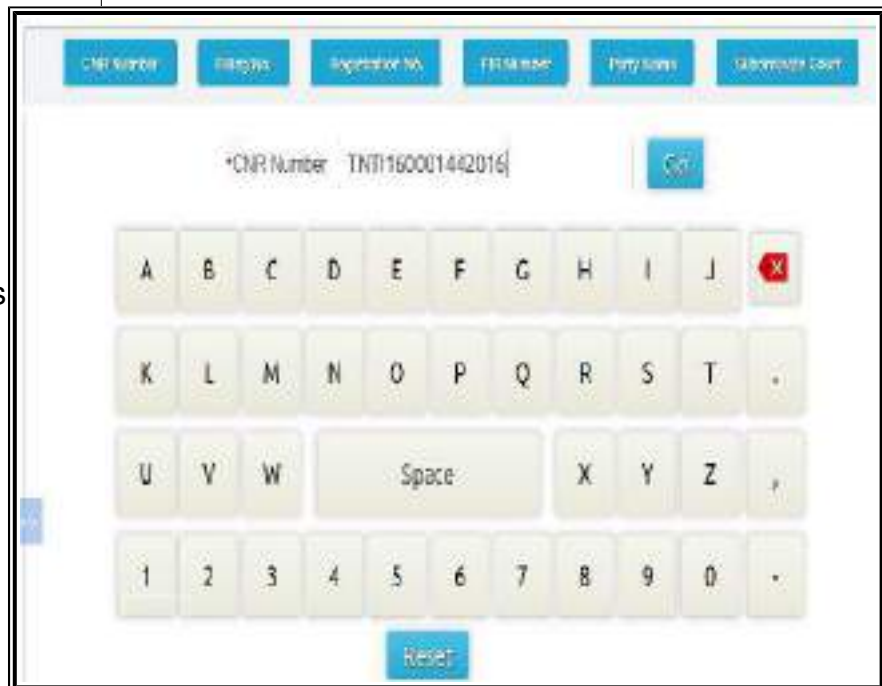 CNR Number Filing No. Registration No. FIR Number Party Name Subordinate Court
*CNR Number TNTI160001442016 Go
A B C D E F G H I J X
K L M N O P Q R S T .
s
U V W Space X Y Z ,
1 2 3 4 5 6 7 8 9 0 -
Reset